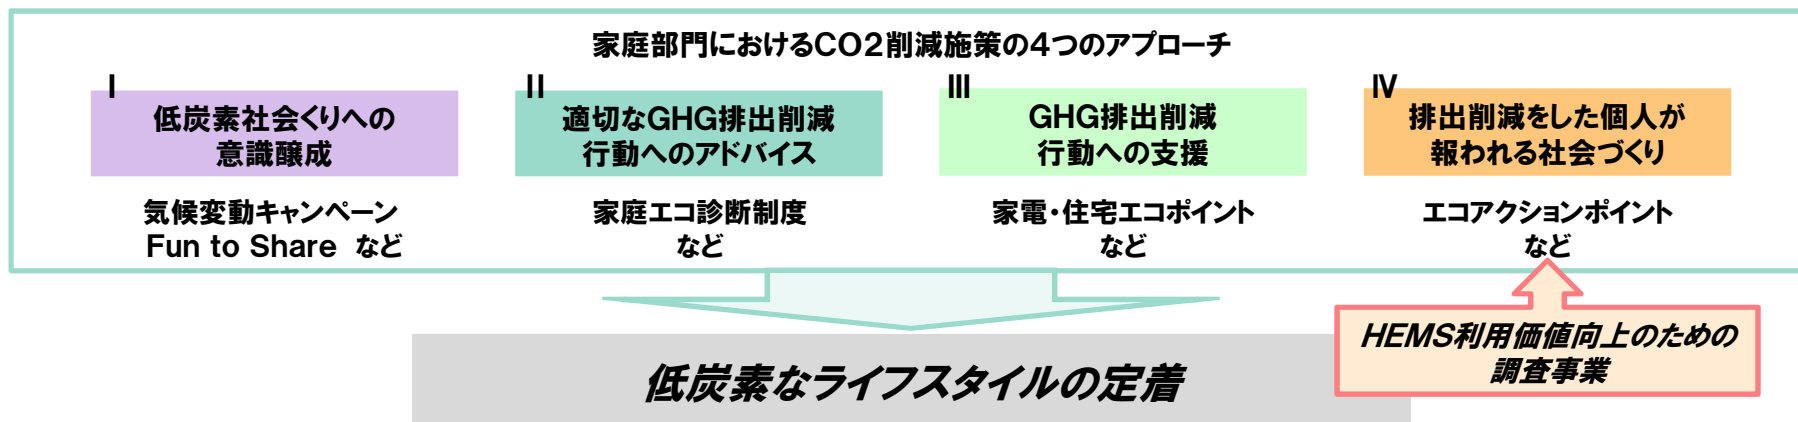 家庭部門におけるCO2削減施策の4つのアプローチ
I
低炭素社会くりへの
意識醸成
気候変動キャンペーン
Fun to Share など
II
適切なGHG排出削減
行動へのアドバイス
家庭エコ診断制度
など
III
GHG排出削減
行動への支援
家電・住宅エコポイント
など
IV
排出削減をした個人が
報われる社会づくり
エコアクションポイント
など
HEMS利用価値向上のための
調査事業
低炭素なライフスタイルの定着